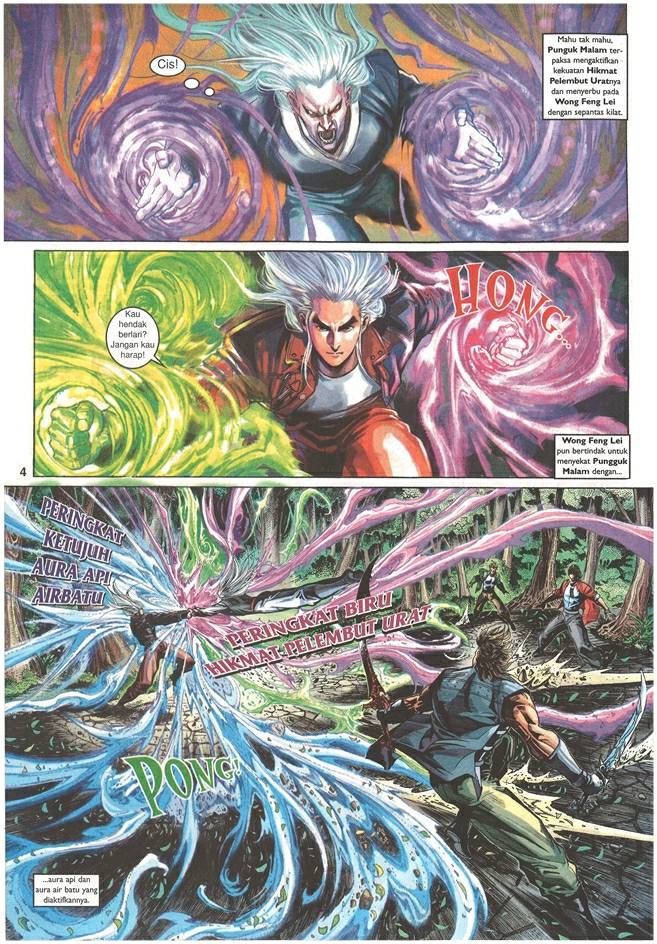 Mahu tak mahu,
Punguk Malam ter-
paksa mengaktifkan
kekuatan Hikmat
Pelembut Uratnya
dan menyerbu pada
Wong Feng Lei
dengan sepantas kilat.
Cis!
Kau
hendak
berlari?
Jangan kau
harap!
HONG...
Wong Feng Lei
pun bertindak untuk
menyekat Pungguk
Malam dengan...
4
PERINGKAT
KETUJUH
AURA API
AIRBATU
PERINGKAT BIRU
HIKMAT PELEMBUT URAT
PONG!
...aura api dan
aura air batu yang
diaktifkannya.